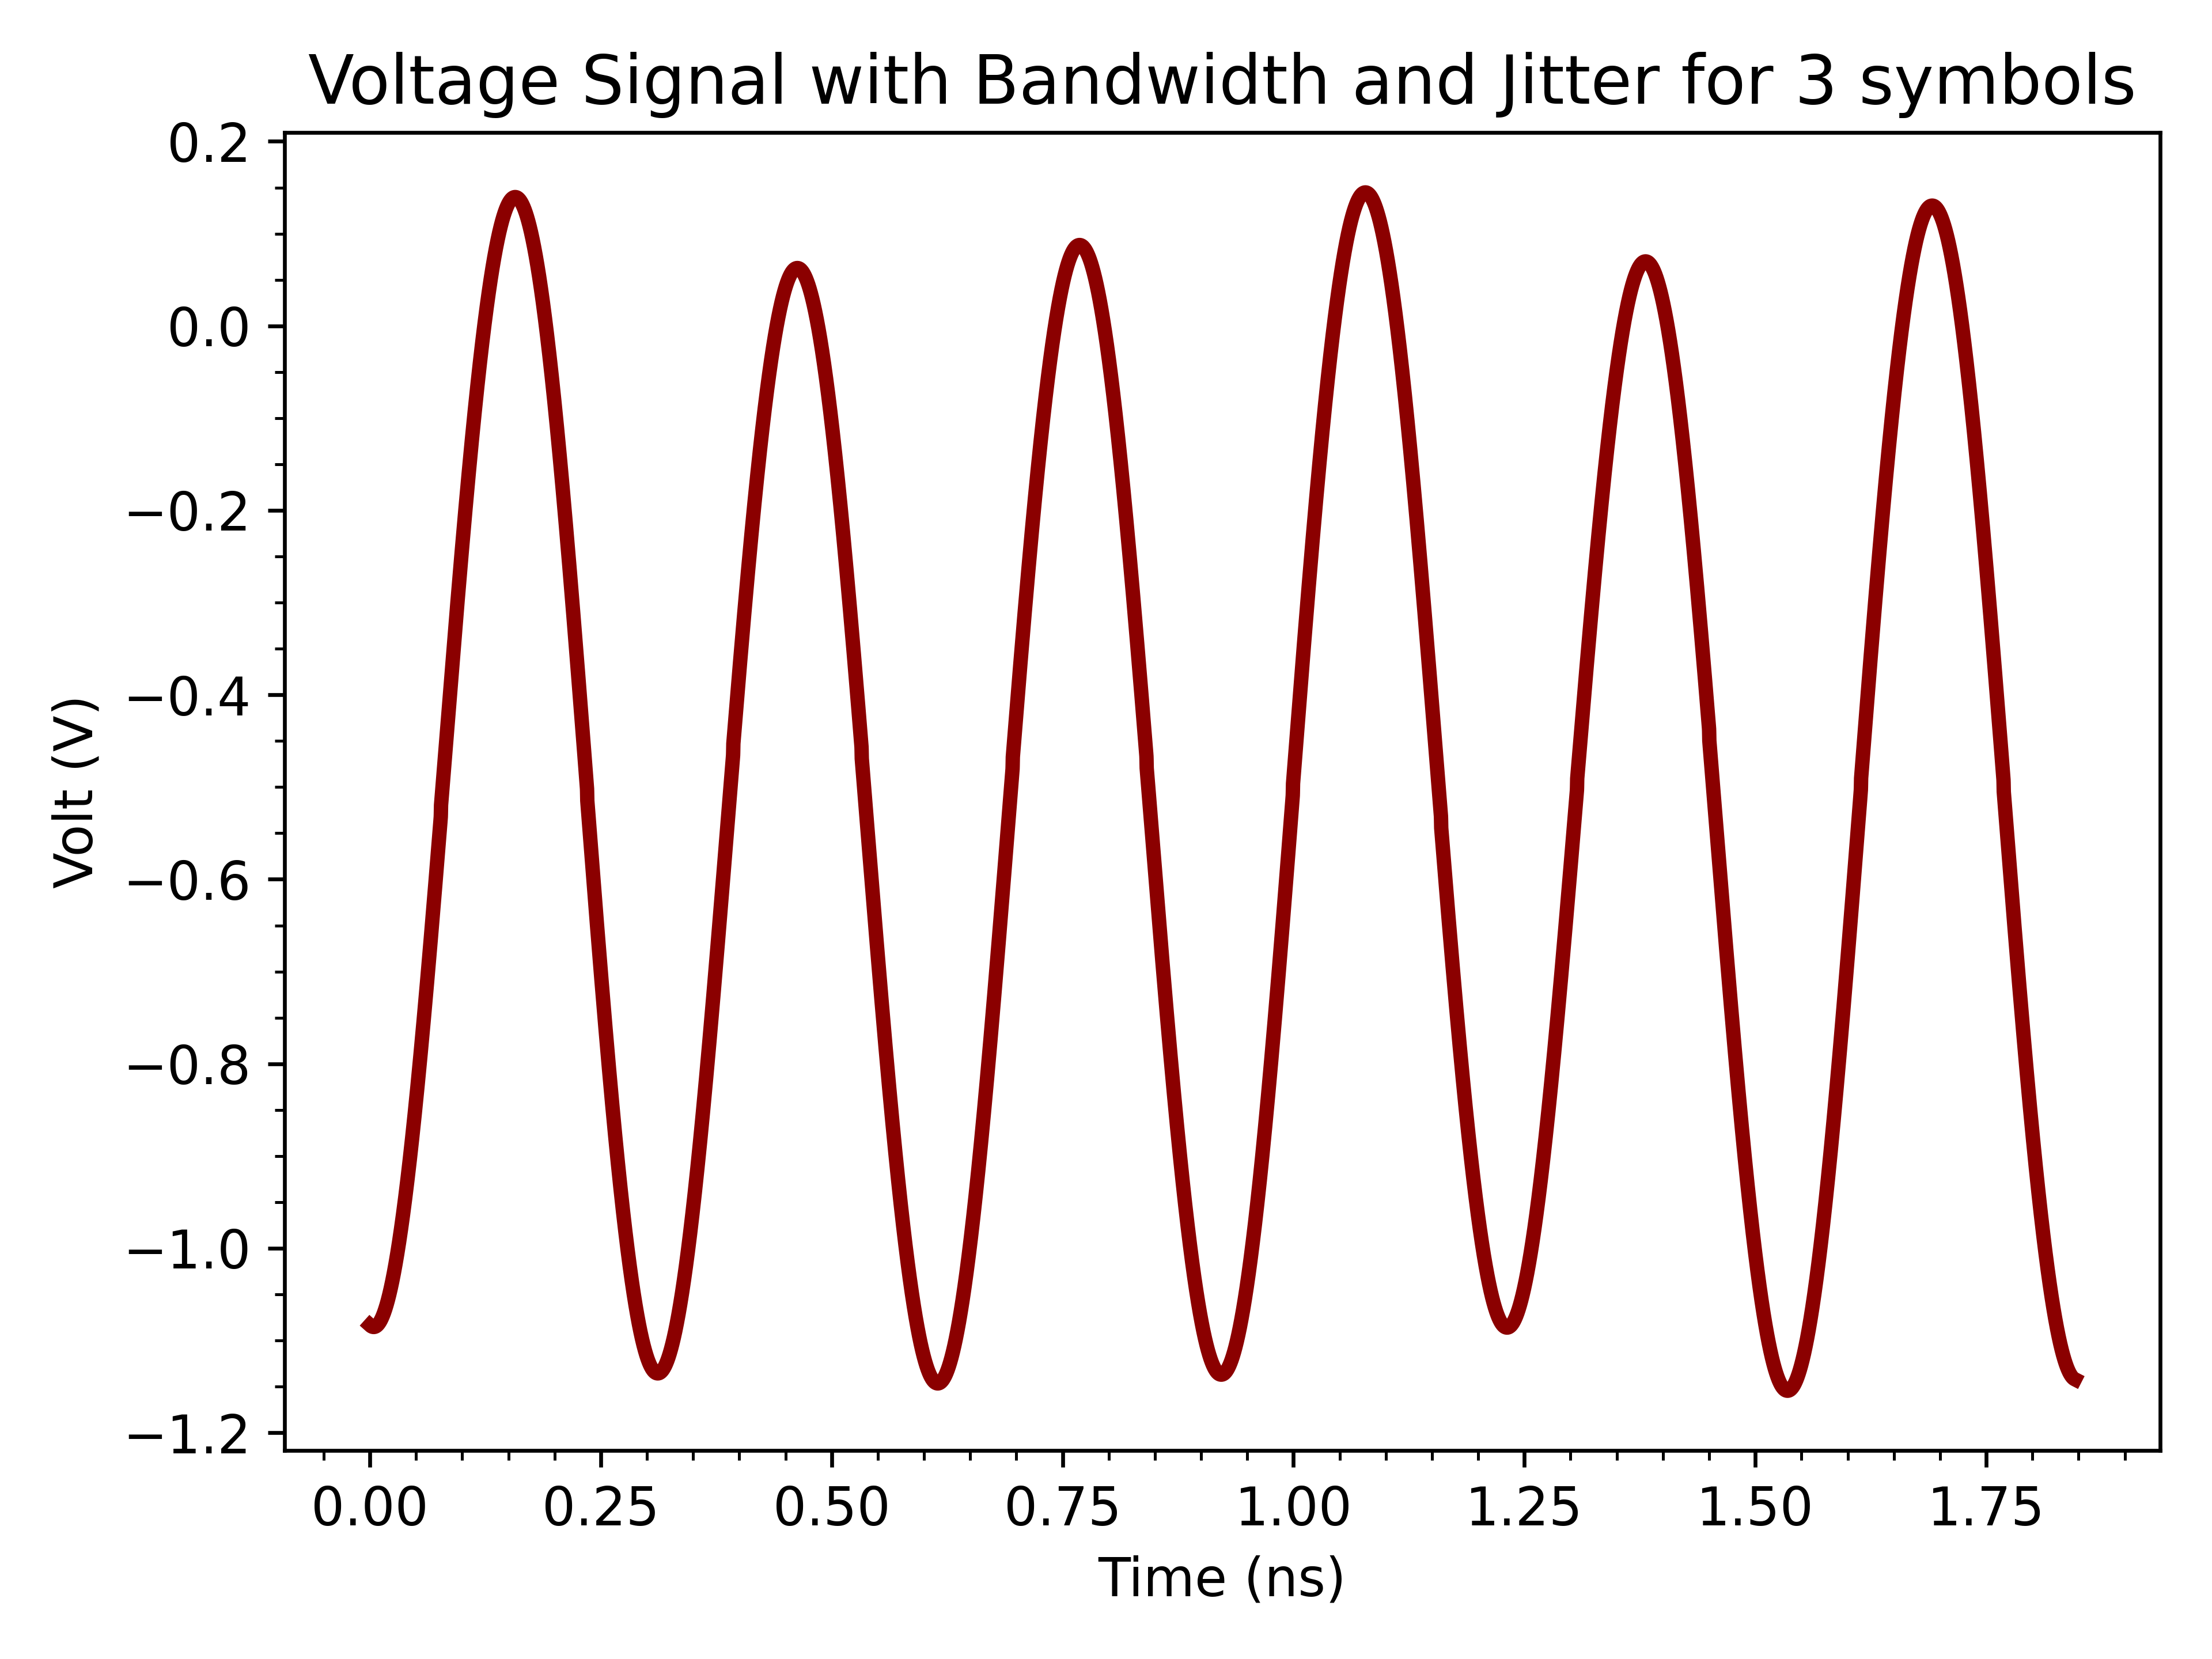 Voltage Signal with Bandwidth and Jitter for 3 symbols
0.2
0.0
−0.2
−0.4
−0.6
−0.8
−1.0
−1.2
Volt (V)
0.00 0.25 0.50 0.75 1.00 1.25 1.50 1.75
Time (ns)